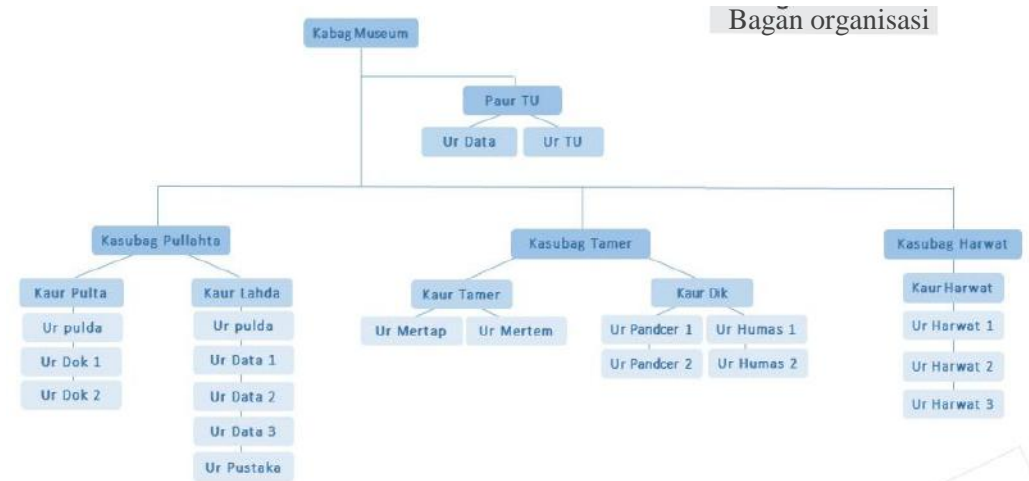 Bagan organisasi
Kabag Museum
Paur TU
Ur Data
Ur TU
Kasubag Pullahta
Kaur Pulta
Ur pulda
Ur Dok 1
Ur Dok 2
Kaur Lahda
Ur pulda
Ur Data 1
Ur Data 2
Ur Data 3
Ur Pustaka
Kasubag Tamer
Kaur Tamer
Ur Mertap
Ur Mertem
Kaur Dik
Ur Pandcer 1
Ur Pandcer 2
Ur Humas 1
Ur Humas 2
Kasubag Harwat
Kaur Harwat
Ur Harwat 1
Ur Harwat 2
Ur Harwat 3